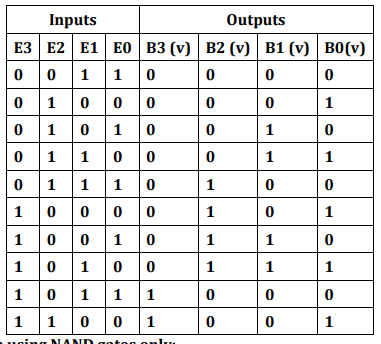 Inputs Outputs
E3 E2 E1 E0 B3 (v) B2 (v) B1 (v) B0(v)
0 0 1 1 0 0 0 0
0 1 0 0 0 0 0 1
0 1 0 1 0 0 1 0
0 1 1 0 0 0 1 1
0 1 1 1 0 1 0 0
1 0 0 0 0 1 0 1
1 0 0 1 0 1 1 0
1 0 1 0 0 1 1 1
1 0 1 1 1 0 0 0
1 1 0 0 1 0 0 1
using NAND gates only: